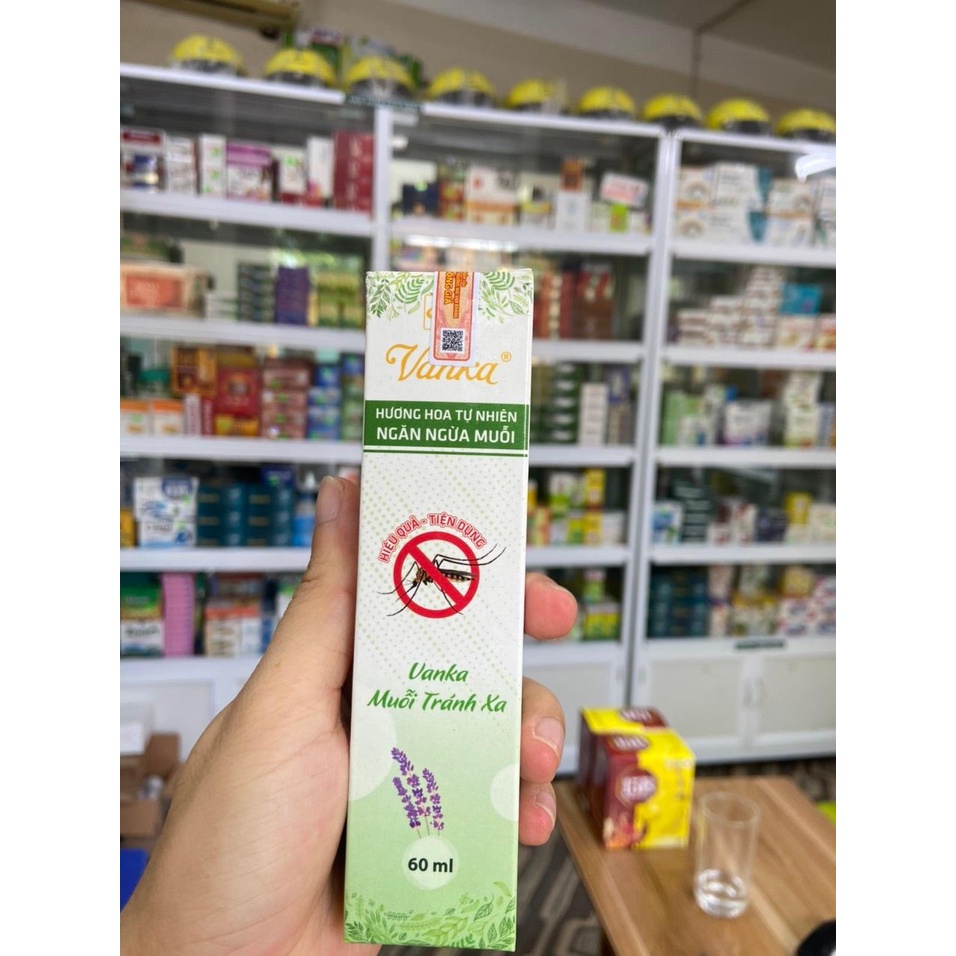 Vanka®
HƯƠNG HOA TỰ NHIÊN
NGĂN NGỪA MUỖI
HIỆU QUẢ - TIỆN DỤNG
Vanka
Muỗi Tránh Xa
60 ml